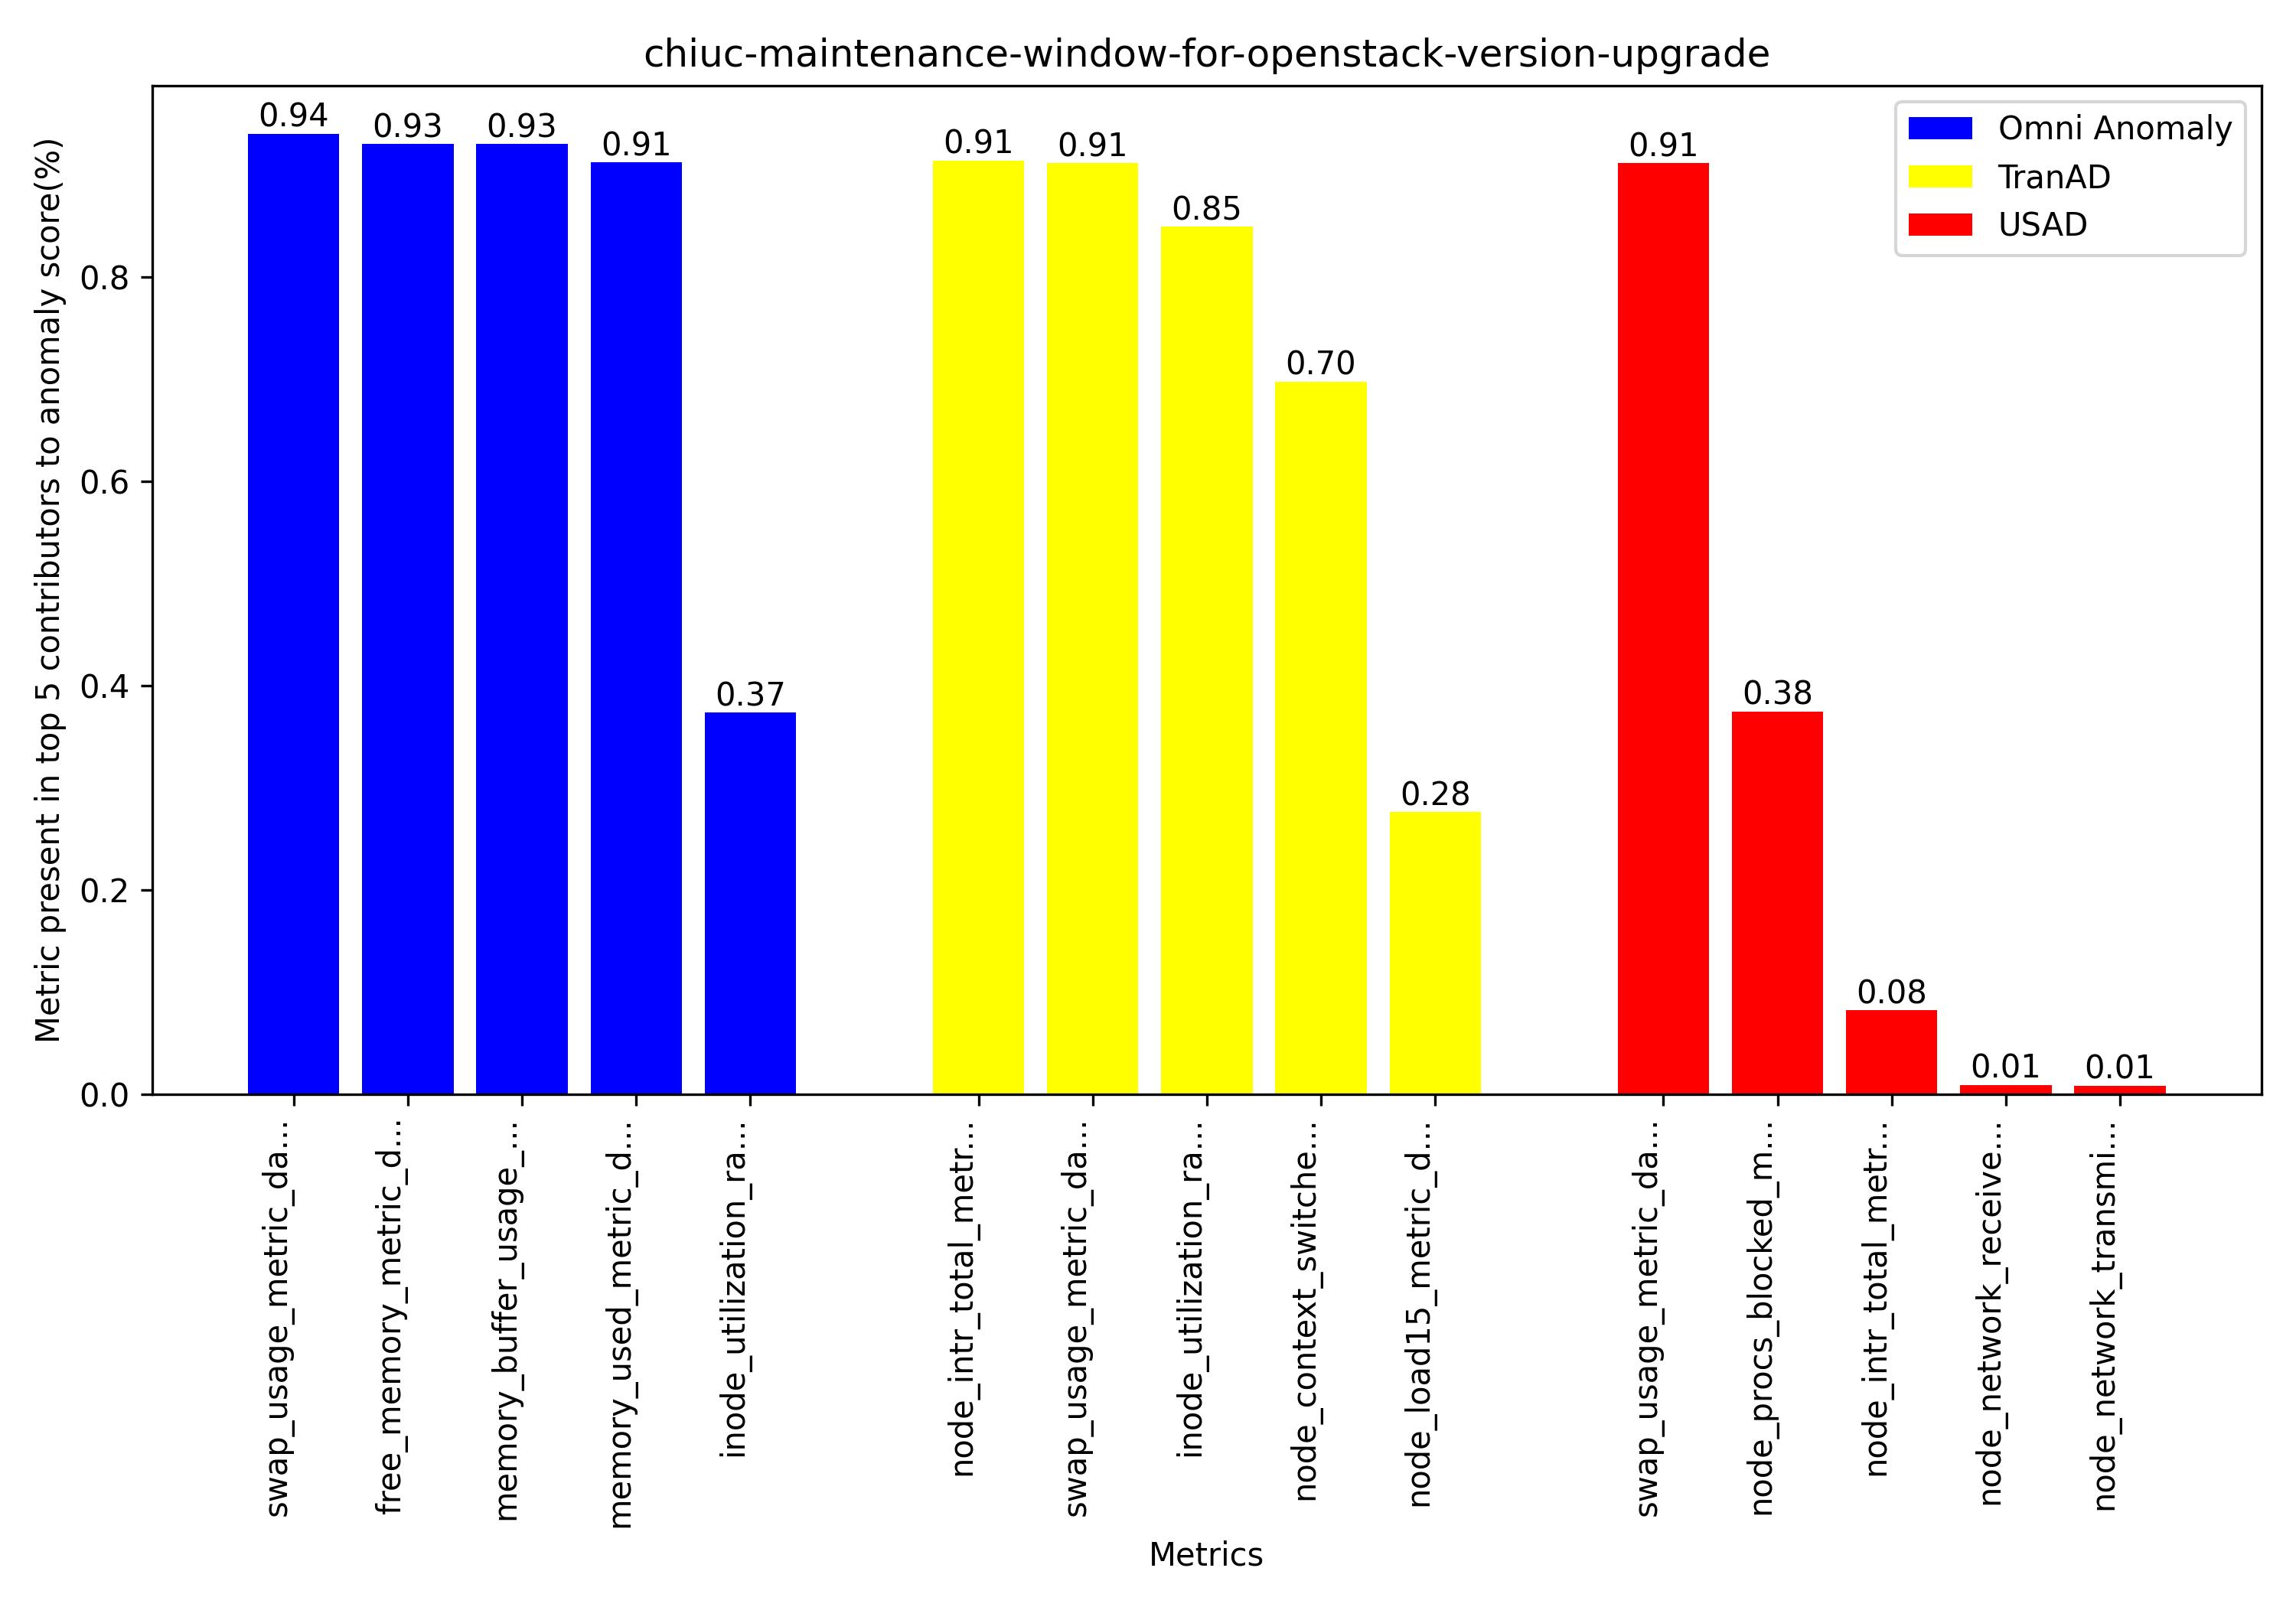 chiuc-maintenance-window-for-openstack-version-upgrade
Metric present in top 5 contributors to anomaly score(%)
0.8
0.6
0.4
0.2
0.0
0.94
0.93
0.93
0.91
0.37
0.91
0.91
0.85
0.70
0.28
0.91
0.38
0.08
0.01
0.01
Omni Anomaly
TranAD
USAD
swap_usage_metric_da...
free_memory_metric_d...
memory_buffer_usage_...
memory_used_metric_d...
inode_utilization_ra...
node_intr_total_metr...
swap_usage_metric_da...
inode_utilization_ra...
node_context_switche...
node_load15_metric_d...
swap_usage_metric_da...
node_procs_blocked_m...
node_intr_total_metr...
node_network_receive...
node_network_transmi...
Metrics